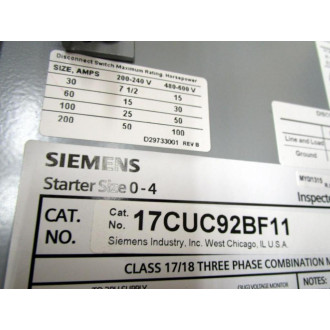 Disconnect Switch Maximum Rating, Horsepower
SIZE, AMPS 200-240 V 480-600 V
30 7 1/2 15
60 15 30
100 25 50
200 50 100
D29733001 REV B
DISC
Line and
Load
Ground
SIEMENS
Starter Size 0 - 4
Inspect
CAT.
NO.
Cat.
No. 17CUC92BF11
Siemens Industry, Inc. West Chicago, IL U.S.A.
CLASS 17/18 THREE PHASE COMBINATION M